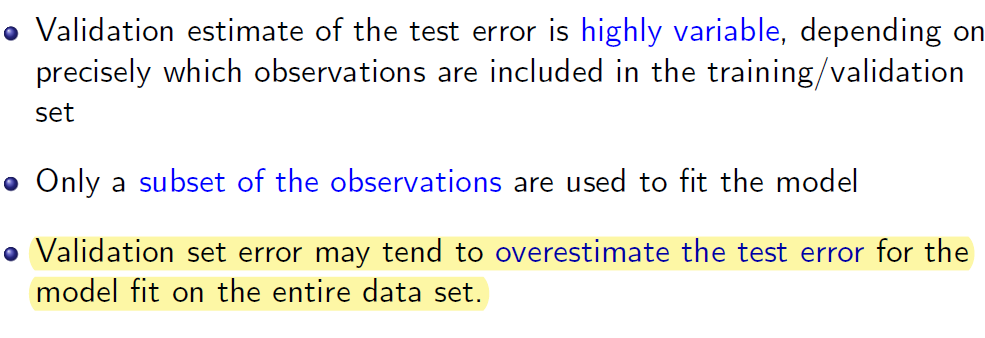 Validation estimate of the test error is highly variable, depending on
precisely which observations are included in the training/validation
set
Only a subset of the observations are used to fit the model
Validation set error may tend to overestimate the test error for the
model fit on the entire data set.